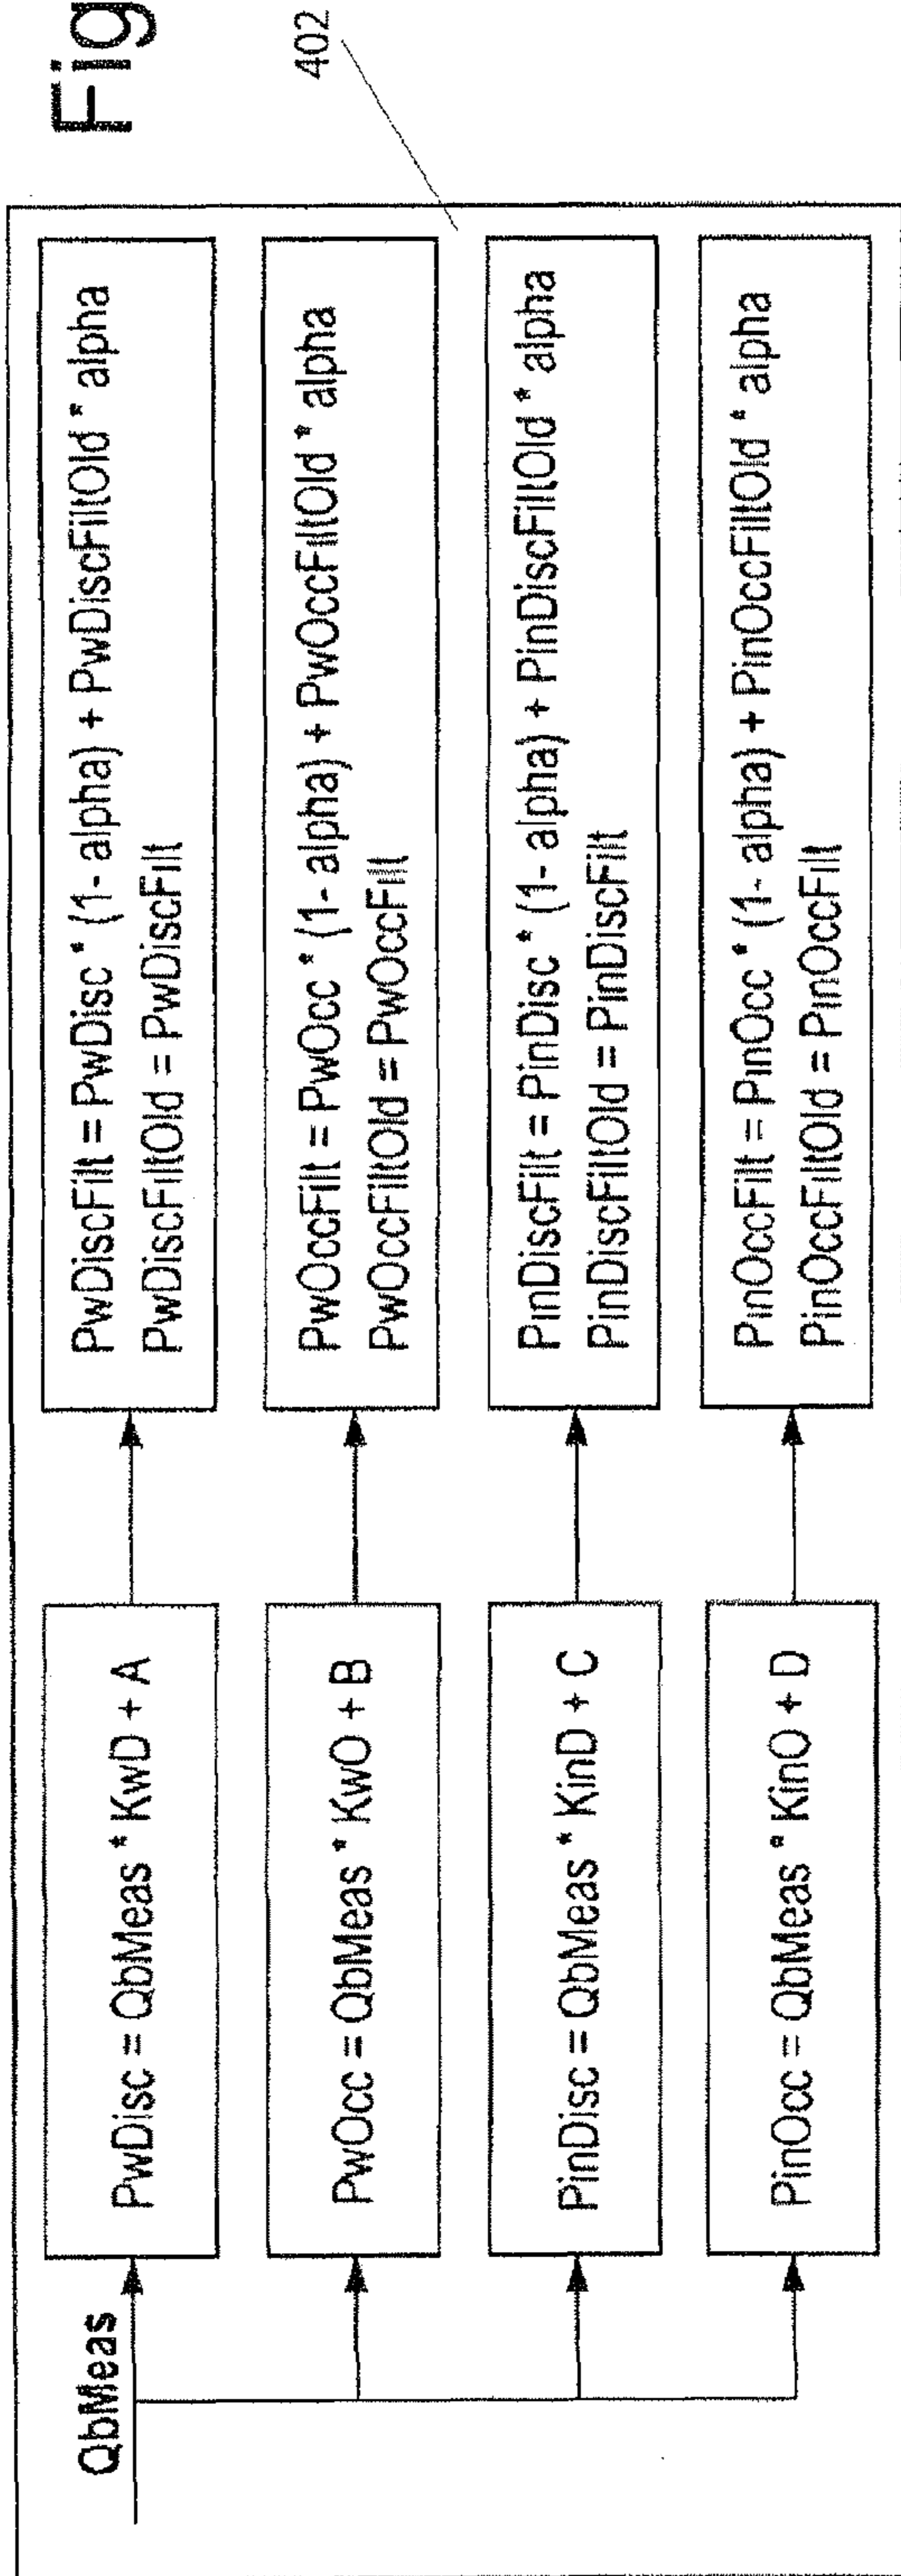 Fig
402
QbMeas
PwDisc = QbMeas * KwD + A
PwDiscFilt = PwDisc * (1- alpha) + PwDiscFiltOld * alpha
PwDiscFiltOld = PwDiscFilt
PwOcc = QbMeas * KwO + B
PwOccFilt = PwOcc * (1- alpha) + PwOccFiltOld * alpha
PwOccFiltOld = PwOccFilt
PinDisc = QbMeas * KinD + C
PinDiscFilt = PinDisc * (1- alpha) + PinDiscFiltOld * alpha
PinDiscFiltOld = PinDiscFilt
PinOcc = QbMeas * KinO + D
PinOccFilt = PinOcc * (1- alpha) + PinOccFiltOld * alpha
PinOccFiltOld = PinOccFilt